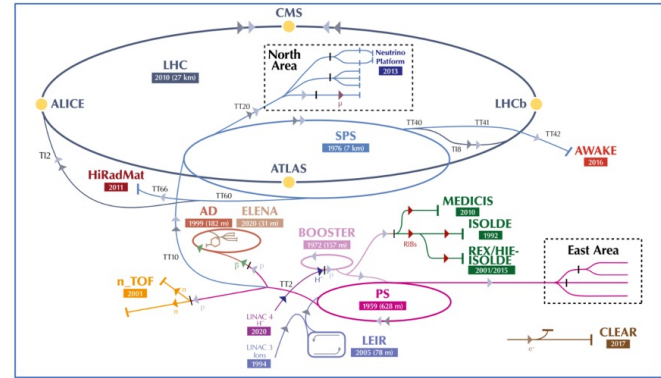 CMS
LHC
2010 (27 km)
North
Area
Neutrino
Platform
2013
μ
ALICE
LHCb
TT20
TT40
TT41
TI8
TT42
AWAKE
2016
SPS
1976 (7 km)
TI2
ATLAS
HiRadMat
2011
TT66
TT60
AD
1999 (182 m)
ELENA
2020 (31 m)
BOOSTER
1972 (157 m)
MEDICIS
2010
ISOLDE
1992
RIBs
REX/HIE-
ISOLDE
2001/2015
East Area
TT10
p
p
H-
p
TT2
n_TOF
2001
n
n
p
PS
1959 (628 m)
LINAC 4
H-
2020
LINAC 3
Ions
1994
LEIR
2005 (78 m)
CLEAR
2017
e-